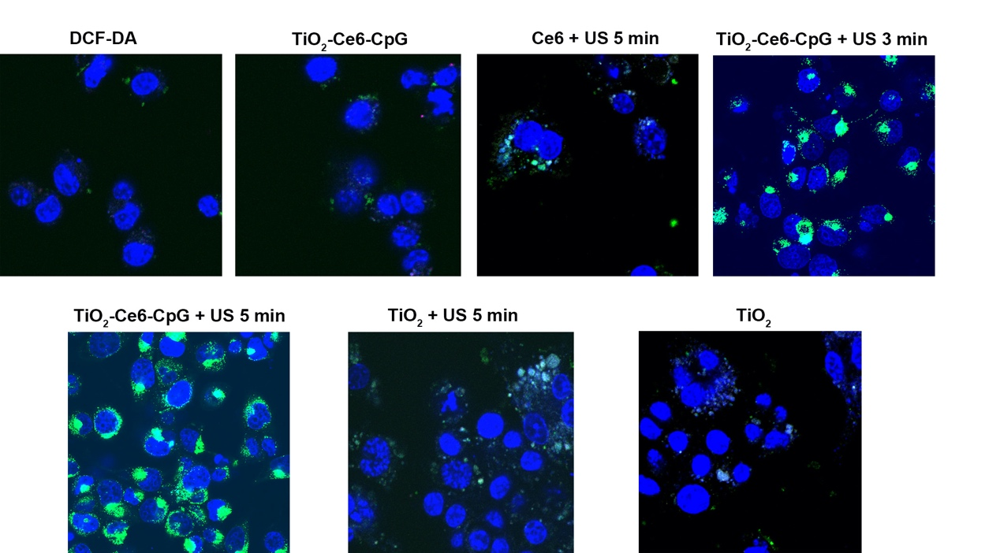 DCF-DA
TiO2-Ce6-CpG
Ce6 + US 5 min
TiO2-Ce6-CpG + US 3 min
TiO2-Ce6-CpG + US 5 min
TiO2 + US 5 min
TiO2